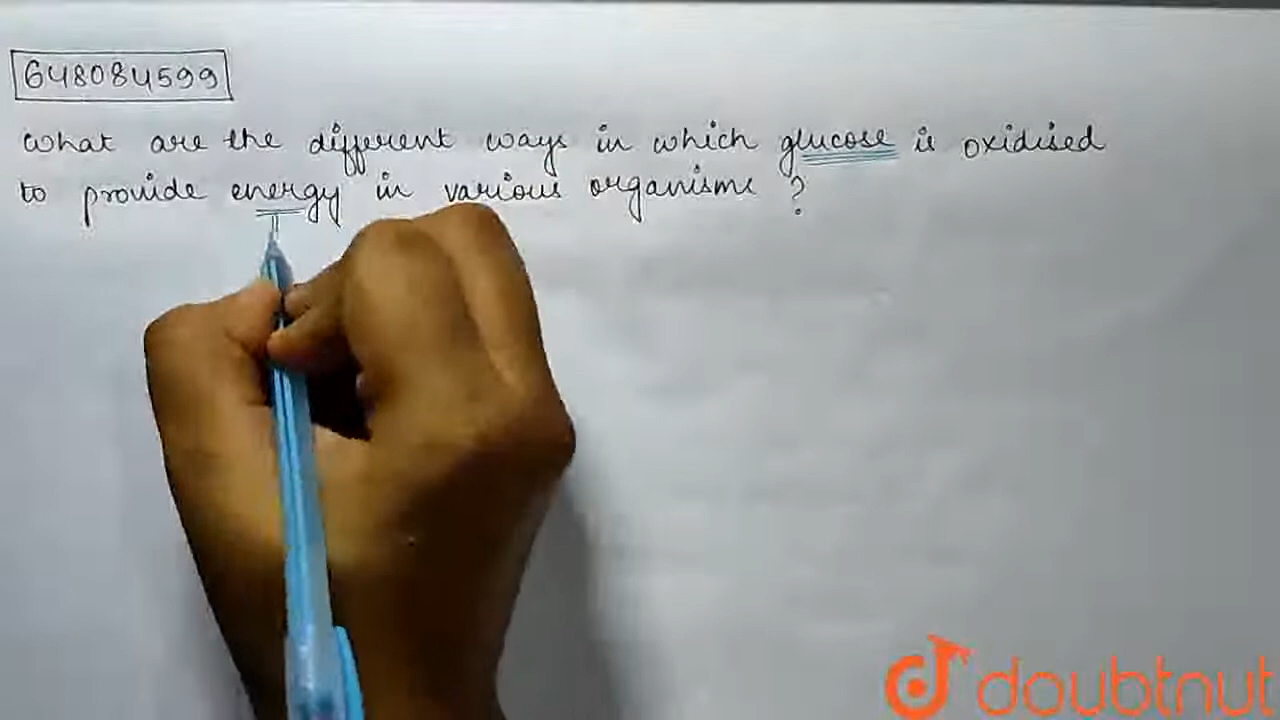 648084599
What are the different ways in which glucose is oxidised
to provide energy in various organisms ?
doubtnut